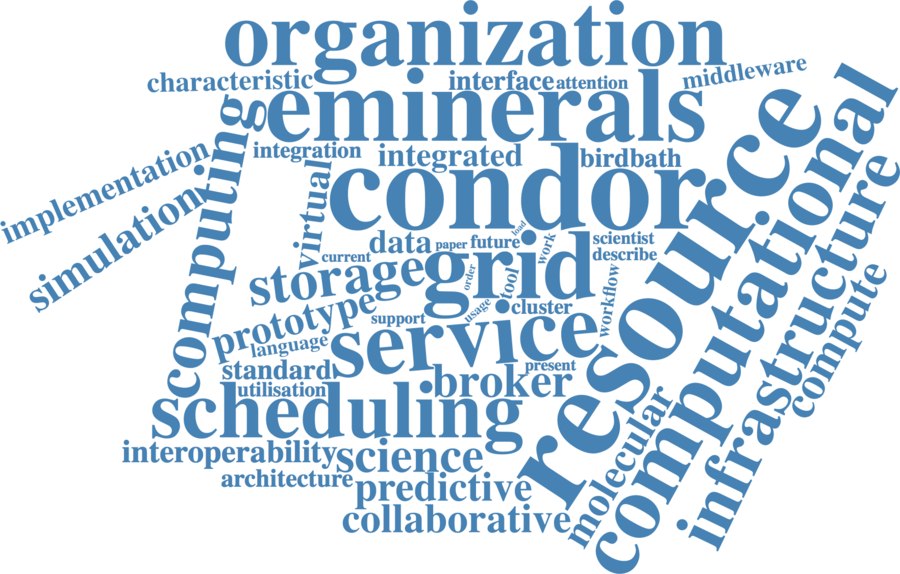 organization
characteristic
interface
attention
middleware
eminerals
integration
integrated
birdbath
condor
resource
computational
infrastructure
compute
molecular
implementation
simulation
computing
virtual
data
paper
future
load
work
scientist
describe
current
storage
grid
order
tool
usage
workflow
cluster
prototype
support
language
service
present
standard
utilisation
broker
scheduling
interoperability
science
architecture
predictive
collaborative